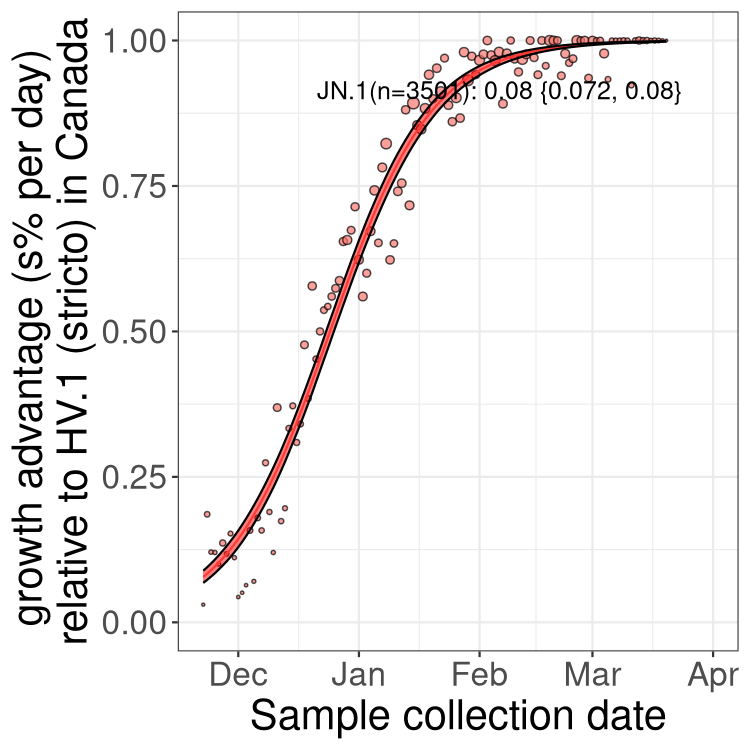 growth advantage (s% per day)
relative to HV.1 (stricto) in Canada
1.00
0.75
0.50
0.25
0.00
JN.1(n=3501): 0.08 {0.072, 0.08}
Dec Jan Feb Mar Apr
Sample collection date